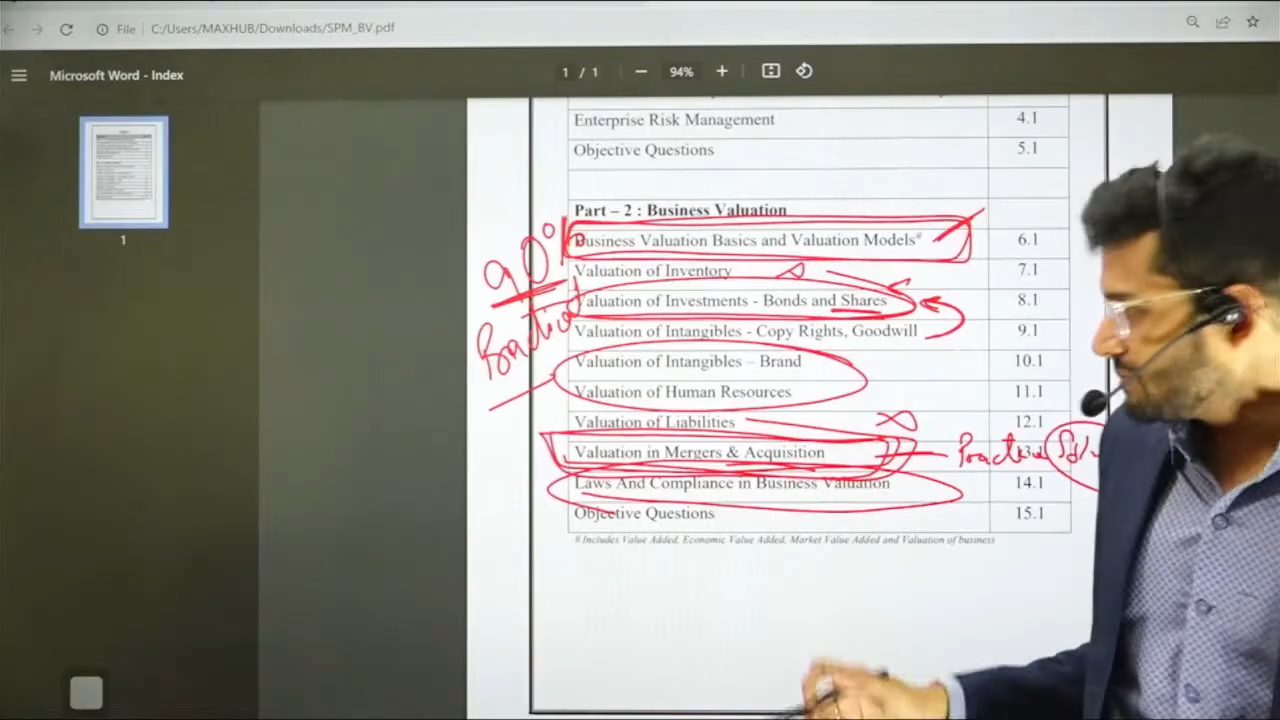 File C:/Users/MAXHUB/Downloads/SPM_BV.pdf
Microsoft Word - Index
1 / 1
94%
Enterprise Risk Management 4.1
Objective Questions 5.1
Part – 2 : Business Valuation
Business Valuation Basics and Valuation Models# 6.1
Valuation of Inventory 7.1
Valuation of Investments - Bonds and Shares 8.1
Valuation of Intangibles - Copy Rights, Goodwill 9.1
Valuation of Intangibles – Brand 10.1
Valuation of Human Resources 11.1
Valuation of Liabilities 12.1
Valuation in Mergers & Acquisition
Laws And Compliance in Business Valuation 14.1
Objective Questions 15.1
# Includes Value Added, Economic Value Added, Market Value Added and Valuation of business
90%
Practical
1